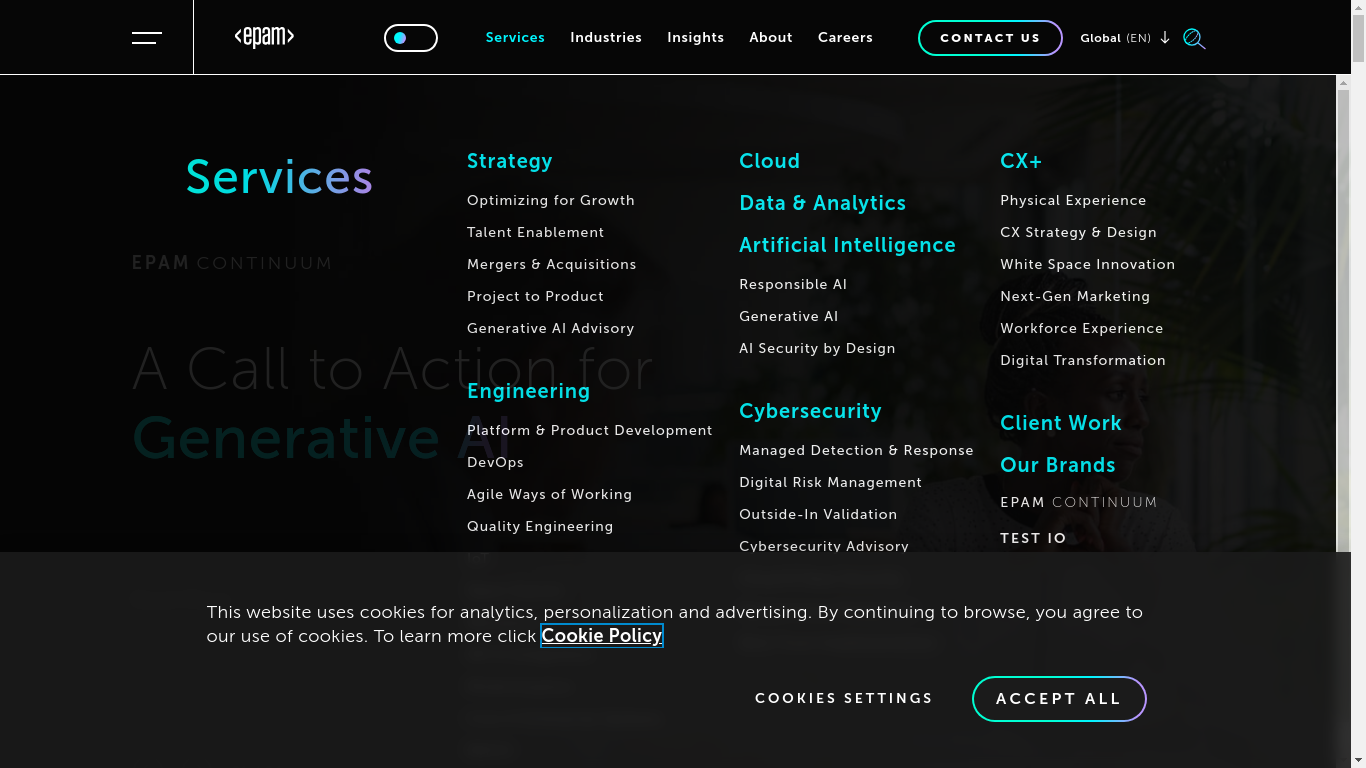 <epam>
Services
Industries
Insights
About
Careers
CONTACT US
Global (EN)
Services
EPAM CONTINUUM
A Call to Action for
Generative AI
Strategy
Optimizing for Growth
Talent Enablement
Mergers & Acquisitions
Project to Product
Generative AI Advisory
Engineering
Platform & Product Development
DevOps
Agile Ways of Working
Quality Engineering
Cloud
Data & Analytics
Artificial Intelligence
Responsible AI
Generative AI
AI Security by Design
Cybersecurity
Managed Detection & Response
Digital Risk Management
Outside-In Validation
Cybersecurity Advisory
CX+
Physical Experience
CX Strategy & Design
White Space Innovation
Next-Gen Marketing
Workforce Experience
Digital Transformation
Client Work
Our Brands
EPAM CONTINUUM
TEST IO
This website uses cookies for analytics, personalization and advertising. By continuing to browse, you agree to
our use of cookies. To learn more click Cookie Policy
COOKIES SETTINGS
ACCEPT ALL